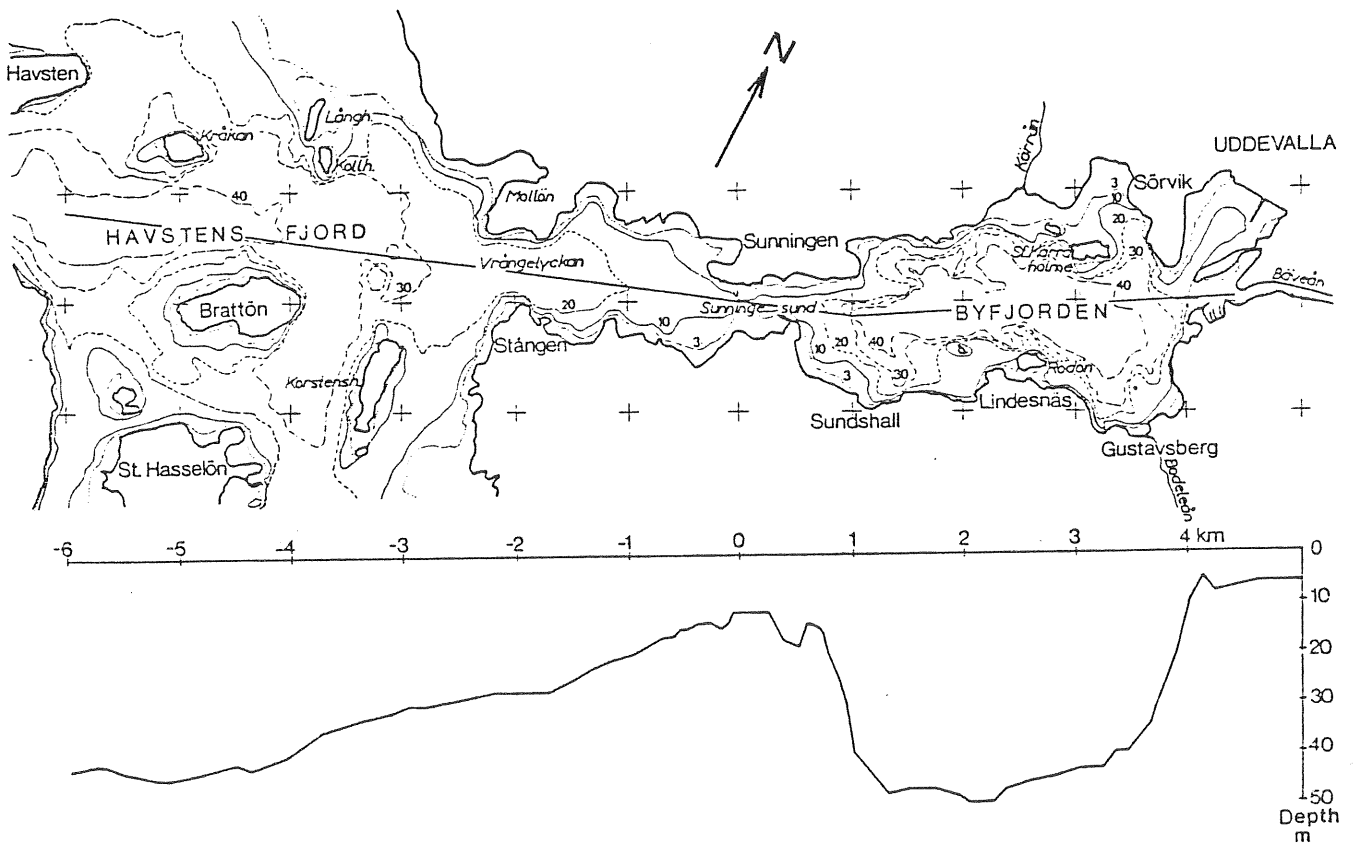 N
Havsten
Långh.
Kråkan
Kollh.
Kärraån
UDDEVALLA
3
Sörvik
10
Mollön
40
20
HAVSTENS FJORD
Sunningen
St. Kärrs
holme
30
Vrångelyckan
40
Bäveån
30
Brattön
20
Sunninge sund
BYFJORDEN
10
3
Stången
10
20
40
8
Rödön
Korstensh.
3
30
Lindesnäs
Sundshall
Gustavsberg
St. Hasselön
Bodeleån
-6 -5 -4 -3 -2 -1 0 1 2 3 4 km
0
10
20
30
40
50
Depth
m